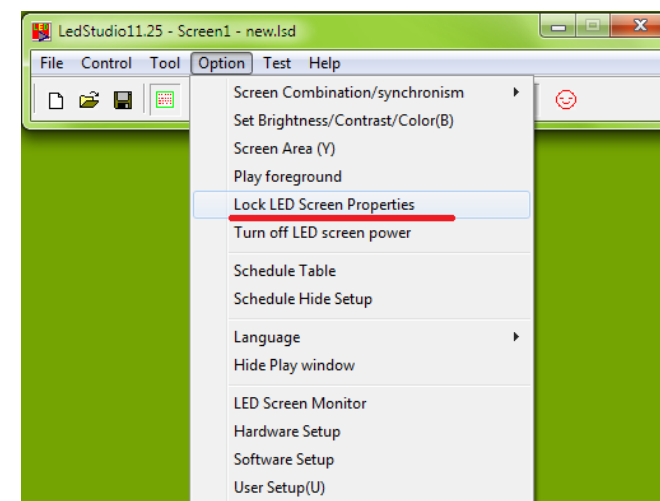 LedStudio11.25 - Screen1 - new.lsd
File Control Tool Option Test Help
Screen Combination/synchronism
Set Brightness/Contrast/Color(B)
Screen Area (Y)
Play foreground
Lock LED Screen Properties
Turn off LED screen power
Schedule Table
Schedule Hide Setup
Language
Hide Play window
LED Screen Monitor
Hardware Setup
Software Setup
User Setup(U)